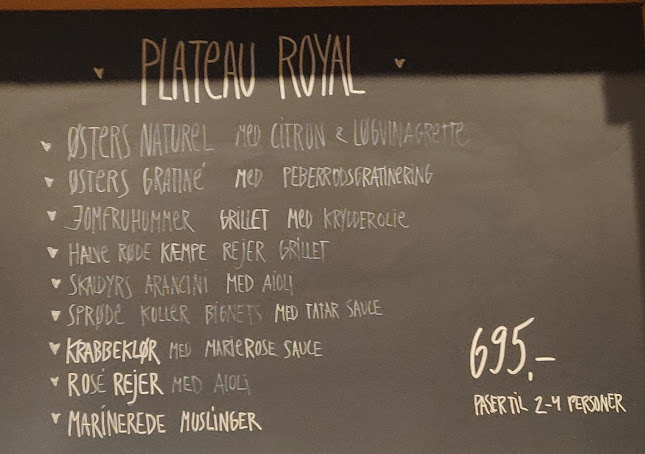 PLATEAU ROYAL
ØSTERS NATUREL MED CITRON & LØGVINAGRETTE
ØSTERS GRATINÉ MED PEBERRODSGRATINERING
JOMFRUHUMMER GRILLET MED KRYDDEROLIE
HALVE RØDE KÆMPE REJER GRILLET
SKALDYRS ARANCINI MED AIOLI
SPRØDE KULLER BIGNETS MED TATAR SAUCE
KRABBEKLØR MED MARIEROSE SAUCE
ROSÉ REJER MED AIOLI
MARINEREDE MUSLINGER
695,-
PASER TIL 2-4 PERSONER